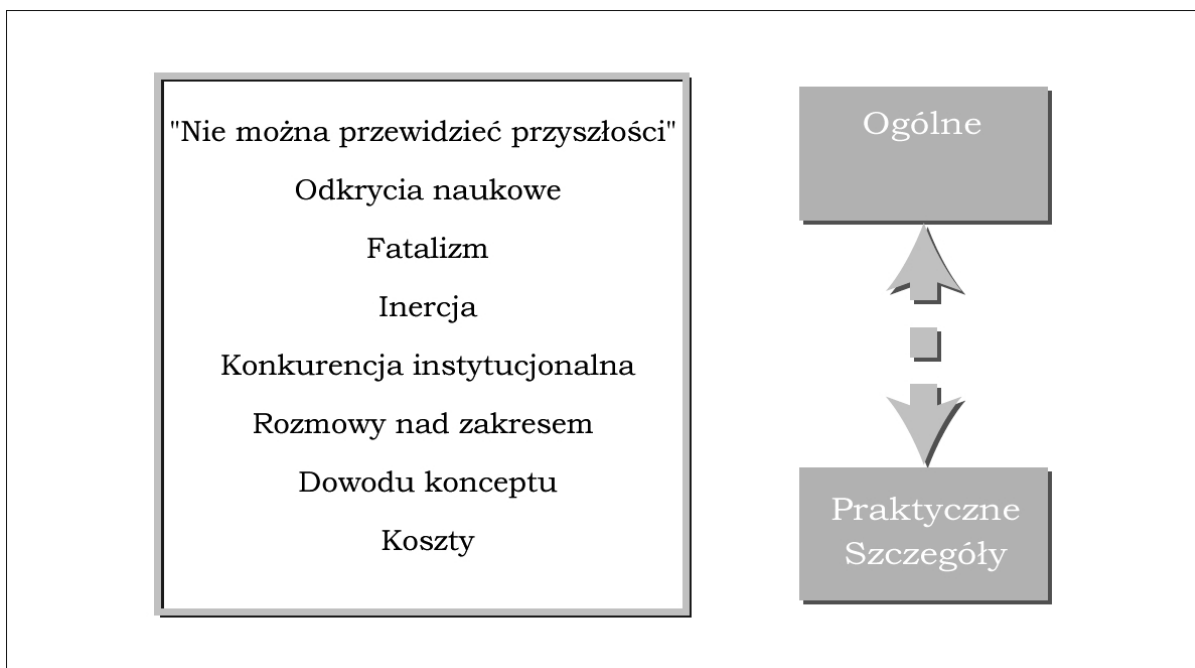 "Nie można przewidzieć przyszłości"
Odkrycia naukowe
Fatalizm
Inercja
Konkurencja instytucjonalna
Rozmowy nad zakresem
Dowodu konceptu
Koszty
Ogólne
Praktyczne
Szczegóły